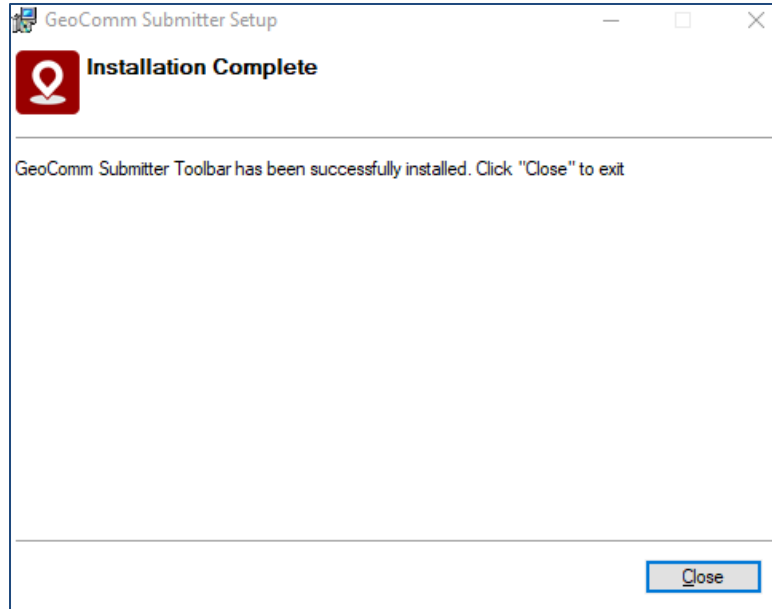 GeoComm Submitter Setup
Installation Complete
GeoComm Submitter Toolbar has been successfully installed. Click "Close" to exit
Close